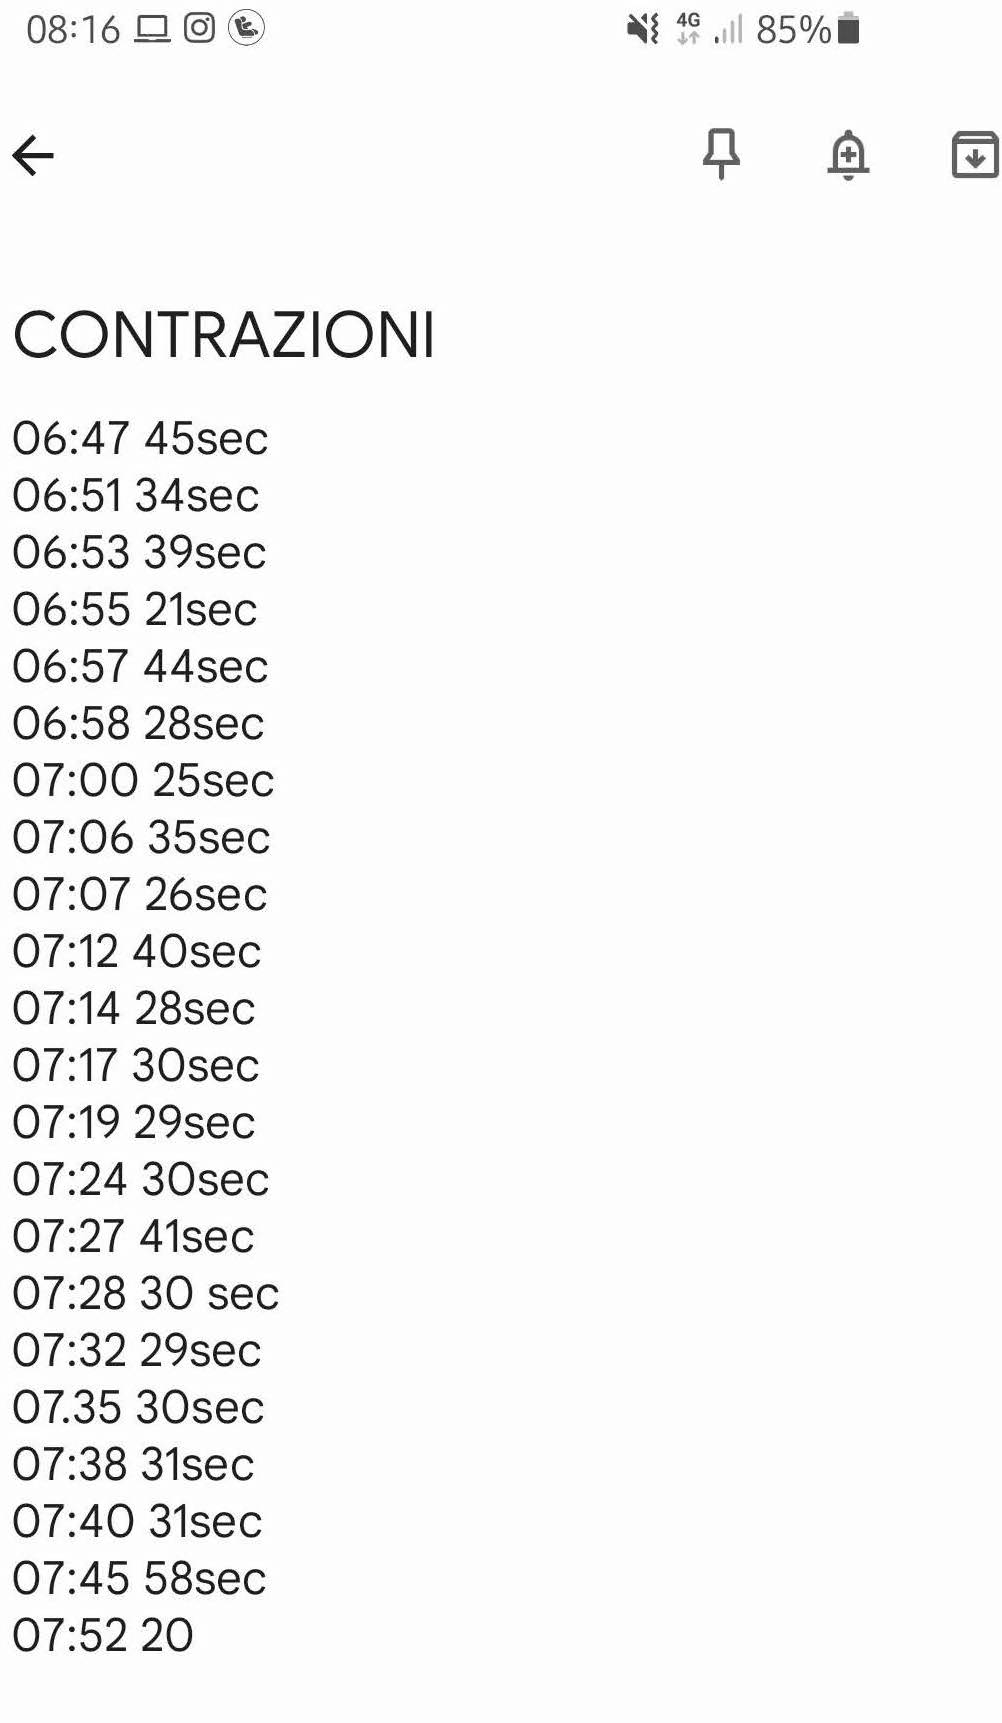 08:16 4G 85%
CONTRAZIONI
06:47 45sec
06:51 34sec
06:53 39sec
06:55 21sec
06:57 44sec
06:58 28sec
07:00 25sec
07:06 35sec
07:07 26sec
07:12 40sec
07:14 28sec
07:17 30sec
07:19 29sec
07:24 30sec
07:27 41sec
07:28 30 sec
07:32 29sec
07.35 30sec
07:38 31sec
07:40 31sec
07:45 58sec
07:52 20